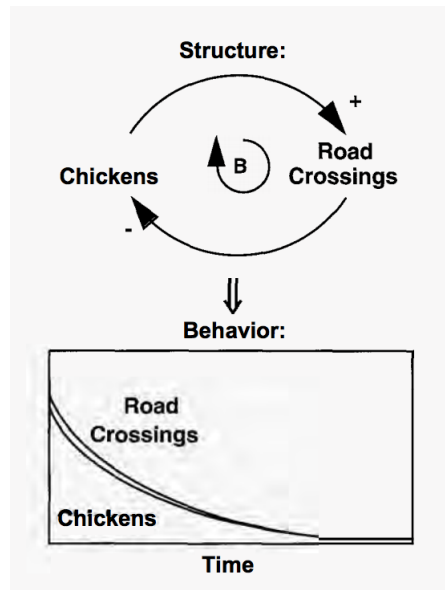 Structure:
+
Chickens
B
Road
Crossings
-
Behavior:
Road
Crossings
Chickens
Time